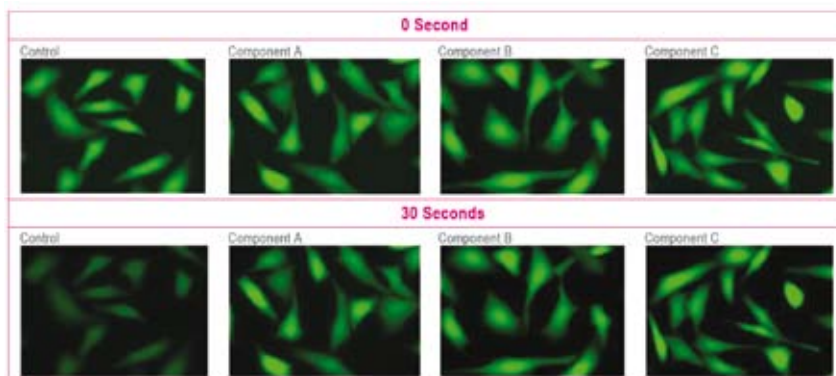 0 Second
Control Component A Component B Component C
30 Seconds
Control Component A Component B Component C